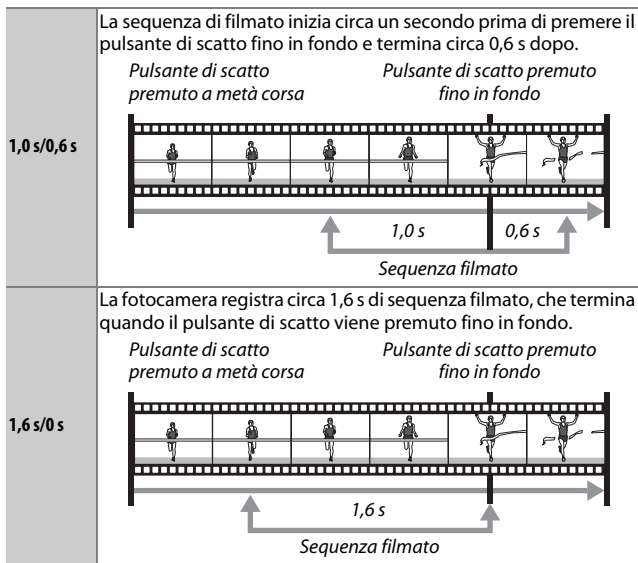 La sequenza di filmato inizia circa un secondo prima di premere il
pulsante di scatto fino in fondo e termina circa 0,6 s dopo.
Pulsante di scatto
premuto a metà corsa
Pulsante di scatto premuto
fino in fondo
1,0 s/0,6 s
1,0 s
0,6 s
Sequenza filmato
La fotocamera registra circa 1,6 s di sequenza filmato, che termina
quando il pulsante di scatto viene premuto fino in fondo.
Pulsante di scatto
premuto a metà corsa
Pulsante di scatto premuto
fino in fondo
1,6 s/0 s
1,6 s
Sequenza filmato